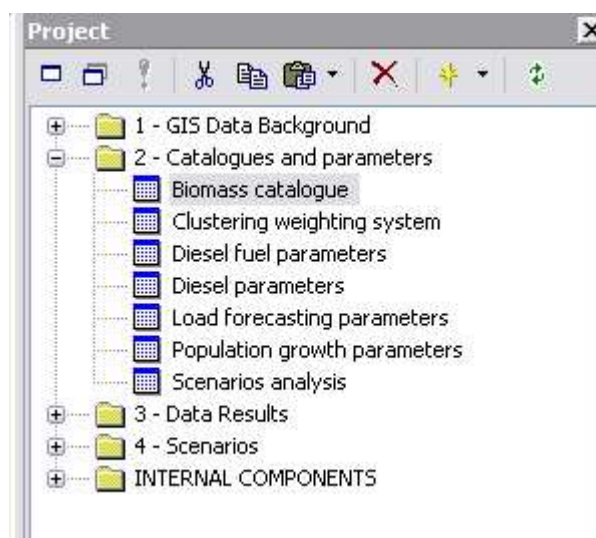 Project
1 - GIS Data Background
2 - Catalogues and parameters
Biomass catalogue
Clustering weighting system
Diesel fuel parameters
Diesel parameters
Load forecasting parameters
Population growth parameters
Scenarios analysis
3 - Data Results
4 - Scenarios
INTERNAL COMPONENTS